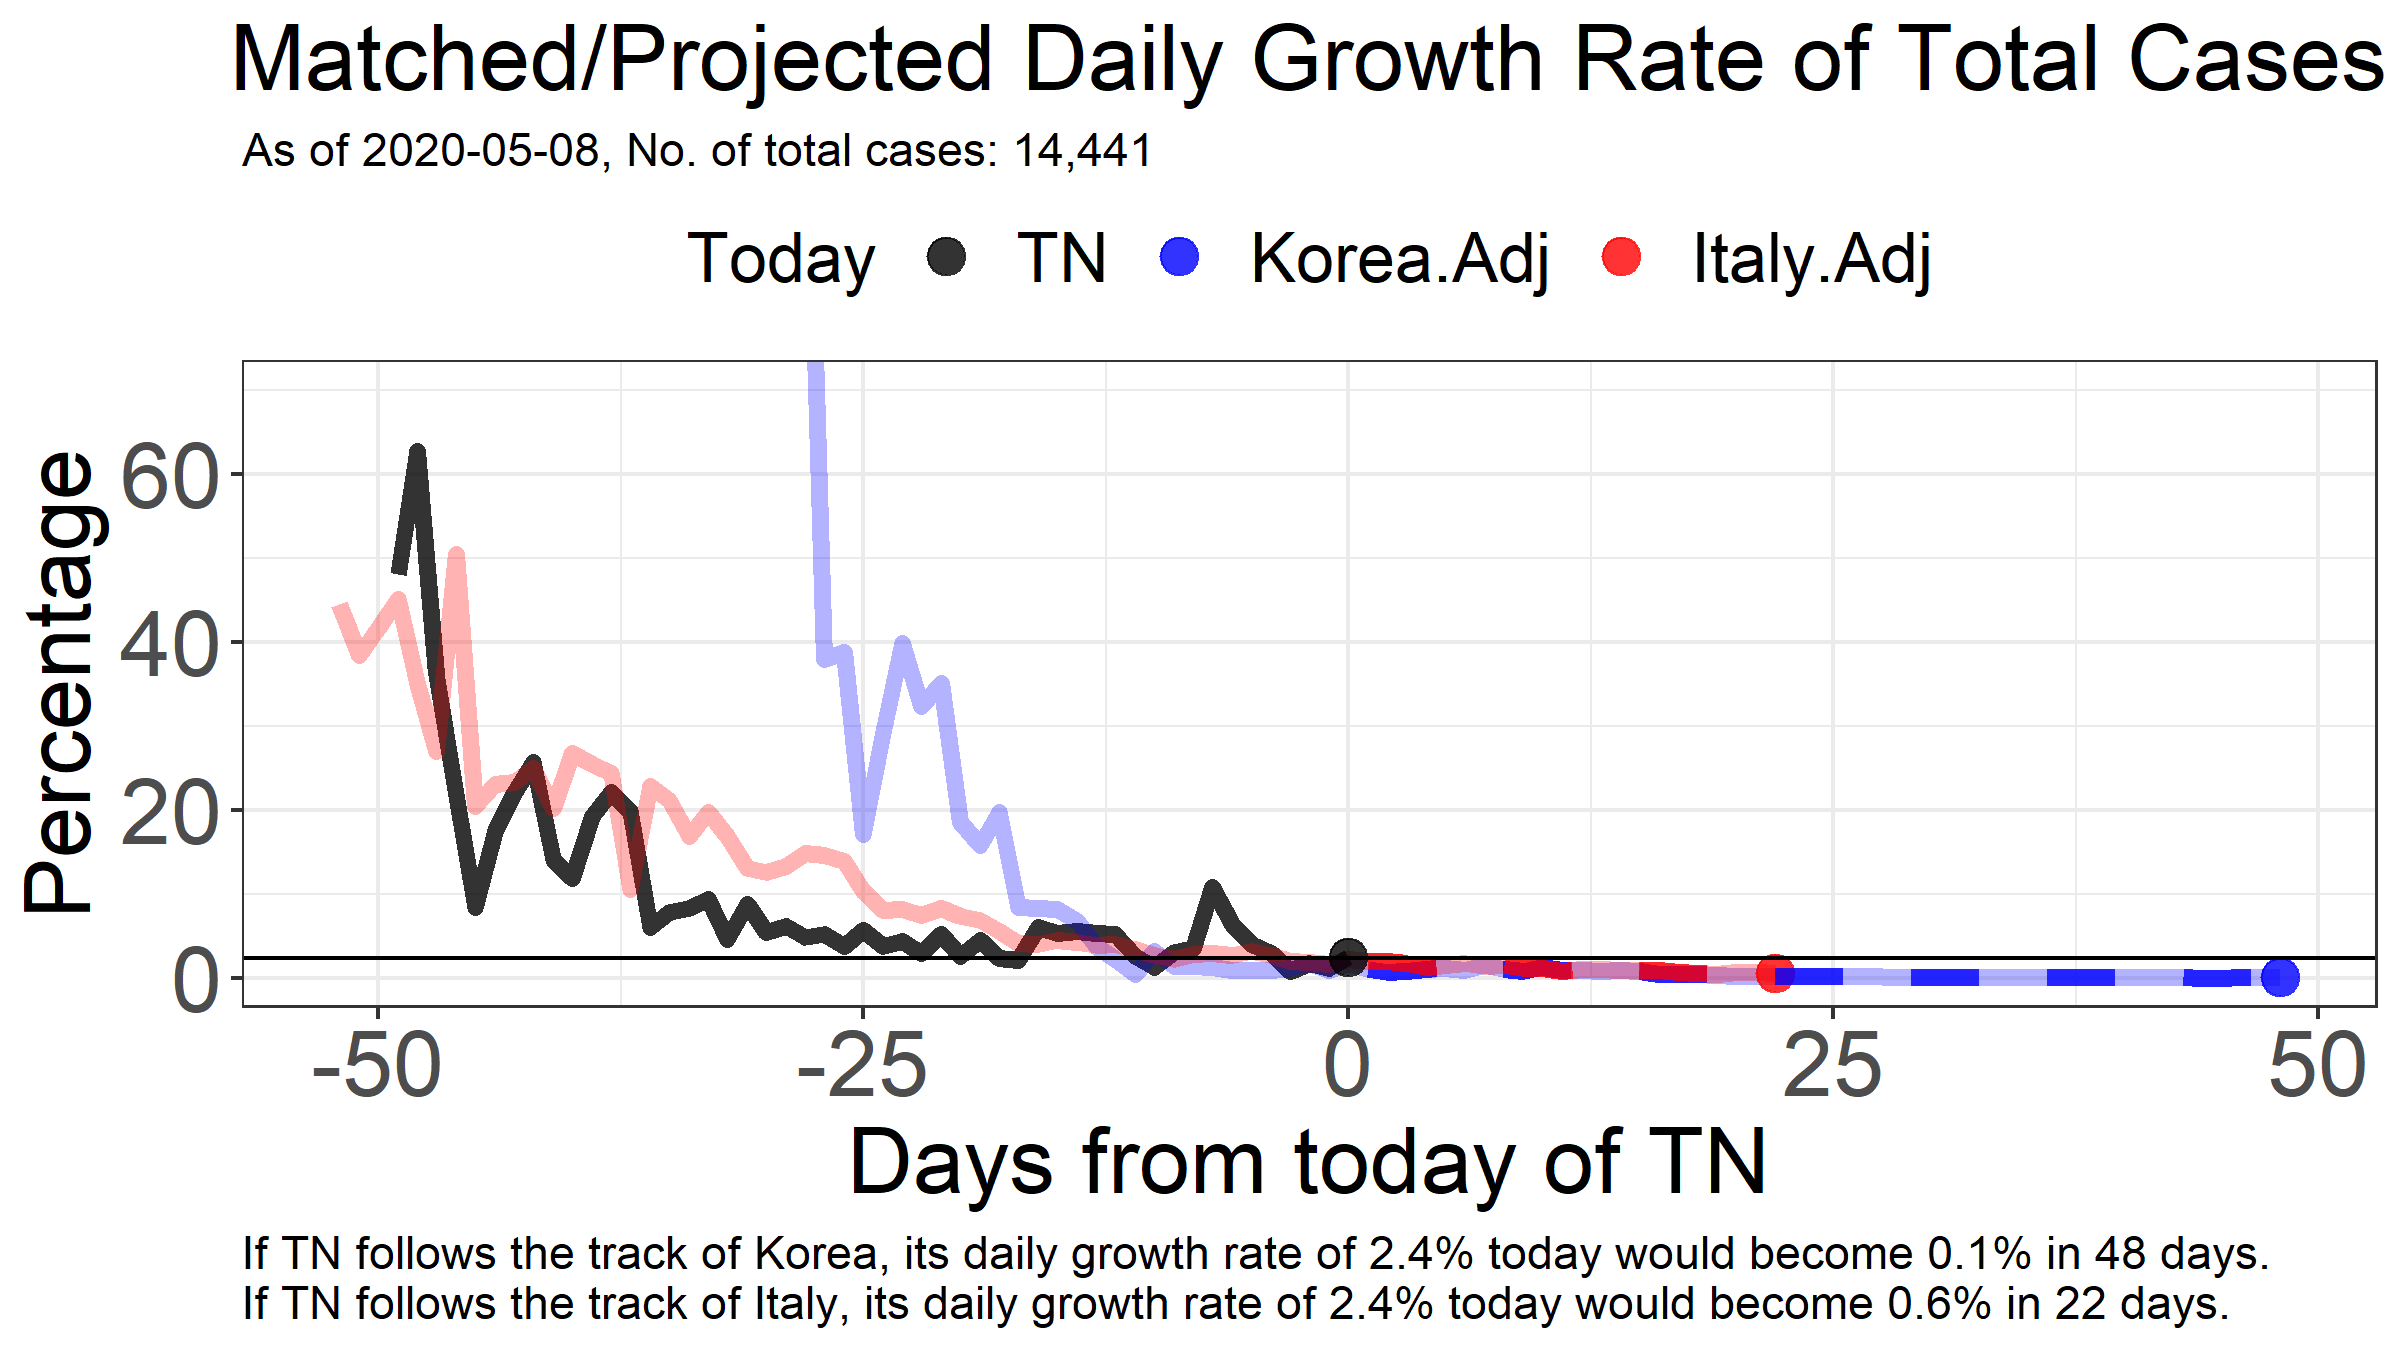 Matched/Projected Daily Growth Rate of Total Cases
As of 2020-05-08, No. of total cases: 14,441
Today TN Korea.Adj Italy.Adj
Percentage
60
40
20
0
-50 -25 0 25 50
Days from today of TN
If TN follows the track of Korea, its daily growth rate of 2.4% today would become 0.1% in 48 days.
If TN follows the track of Italy, its daily growth rate of 2.4% today would become 0.6% in 22 days.